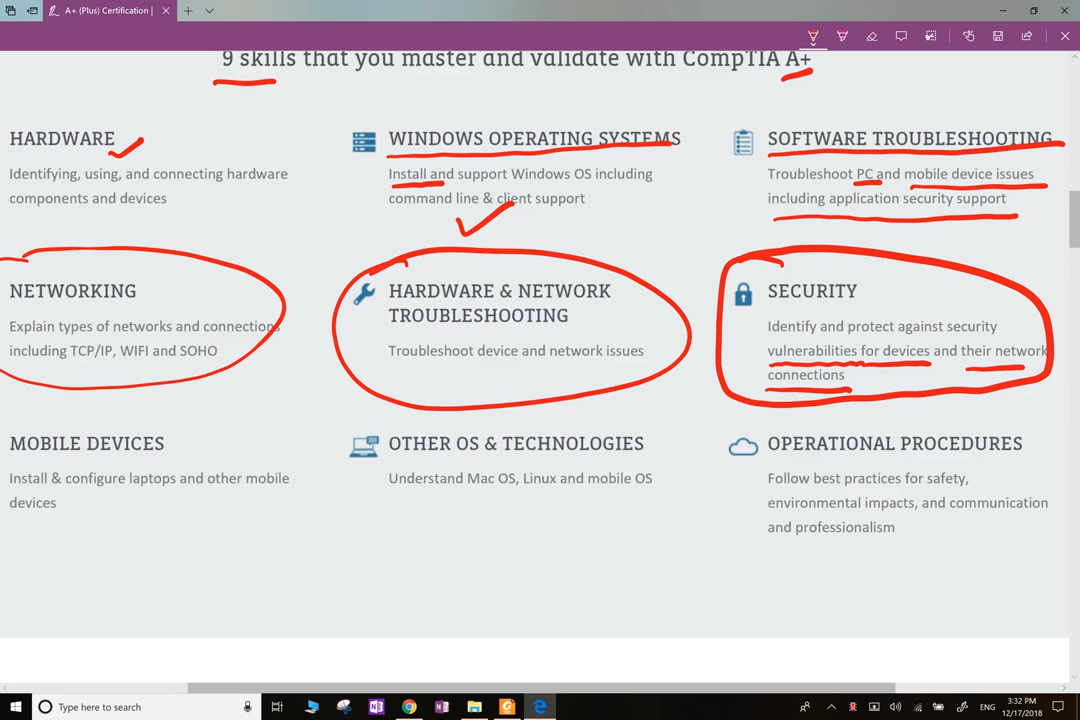 A+ (Plus) Certification |
9 skills that you master and validate with CompTIA A+
HARDWARE
Identifying, using, and connecting hardware
components and devices
WINDOWS OPERATING SYSTEMS
Install and support Windows OS including
command line & client support
SOFTWARE TROUBLESHOOTING
Troubleshoot PC and mobile device issues
including application security support
NETWORKING
Explain types of networks and connections
including TCP/IP, WIFI and SOHO
HARDWARE & NETWORK
TROUBLESHOOTING
Troubleshoot device and network issues
SECURITY
Identify and protect against security
vulnerabilities for devices and their network
connections
MOBILE DEVICES
Install & configure laptops and other mobile
devices
OTHER OS & TECHNOLOGIES
Understand Mac OS, Linux and mobile OS
OPERATIONAL PROCEDURES
Follow best practices for safety,
environmental impacts, and communication
and professionalism
Type here to search
ENG
3:32 PM
12/17/2018